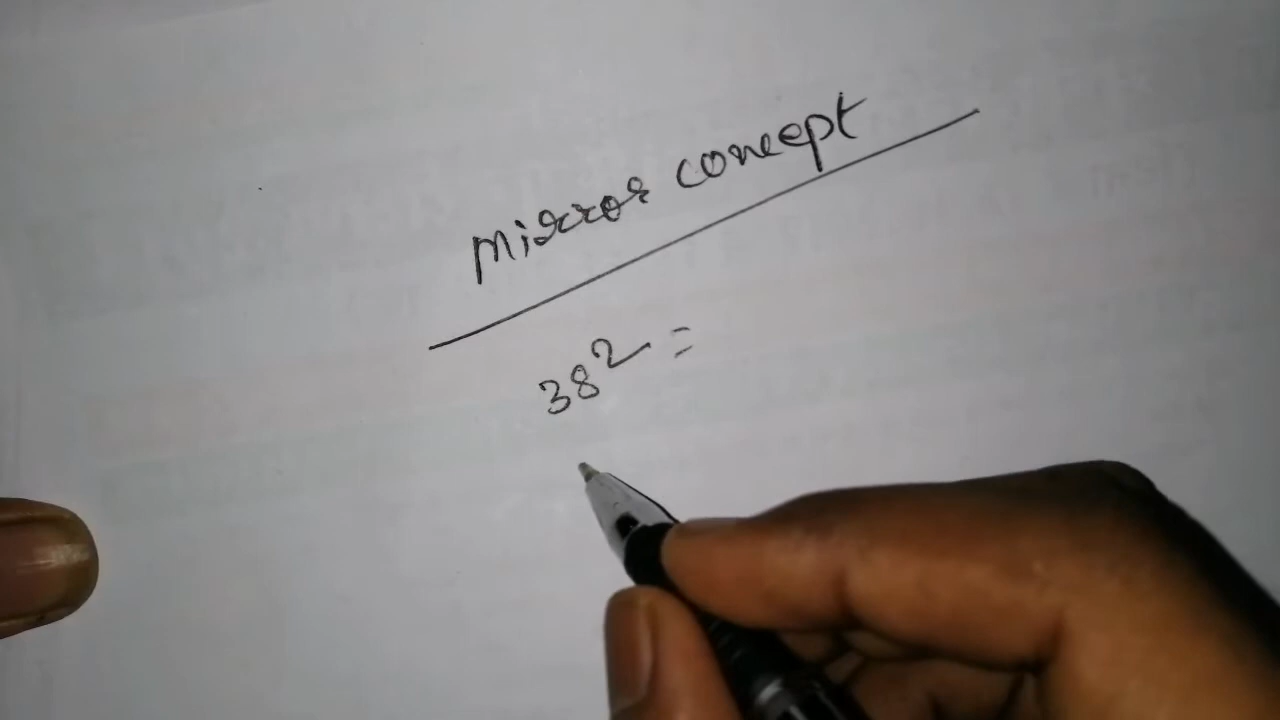 mirror concept
38² =